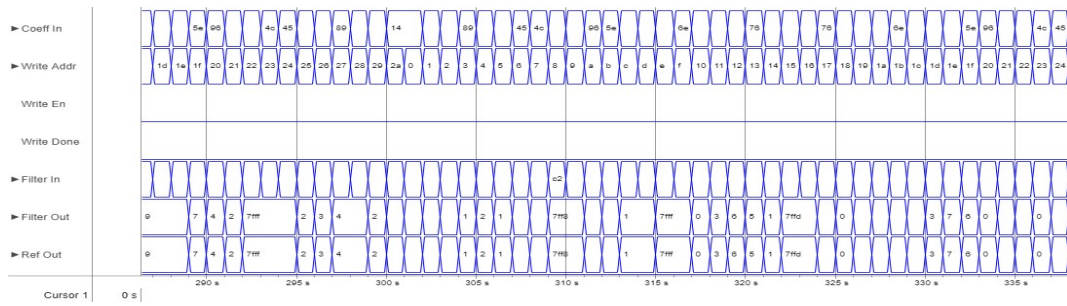 Coeff In 5e 96 4c 45 89 14 89 45 4c 96 5e 6e 76 76 6e 5e 96 4c 45
Write Addr 1d 1e 1f 20 21 22 23 24 25 26 27 28 29 2a 0 1 2 3 4 5 6 7 8 9 a b c d e f 10 11 12 13 14 15 16 17 18 19 1a 1b 1c 1d 1e 1f 20 21 22 23 24
Write En
Write Done
Filter In c2
Filter Out 9 7 4 2 7fff 2 3 4 2 1 2 1 7ff8 1 7fff 0 3 6 5 1 7ffd 0 3 7 6 0 0
Ref Out 9 7 4 2 7fff 2 3 4 2 1 2 1 7ff8 1 7fff 0 3 6 5 1 7ffd 0 3 7 6 0 0
290 s 295 s 300 s 305 s 310 s 315 s 320 s 325 s 330 s 335 s
Cursor 1 0 s